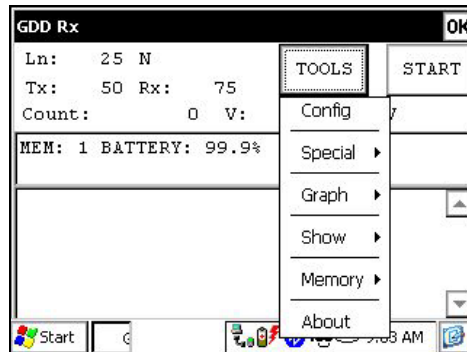 GDD Rx OK
Ln: 25 N
TOOLS START
Tx: 50 Rx: 75
Count: 0 V:
Config
MEM: 1 BATTERY: 99.9%
Special
Graph
Show
Memory
About
Start AM